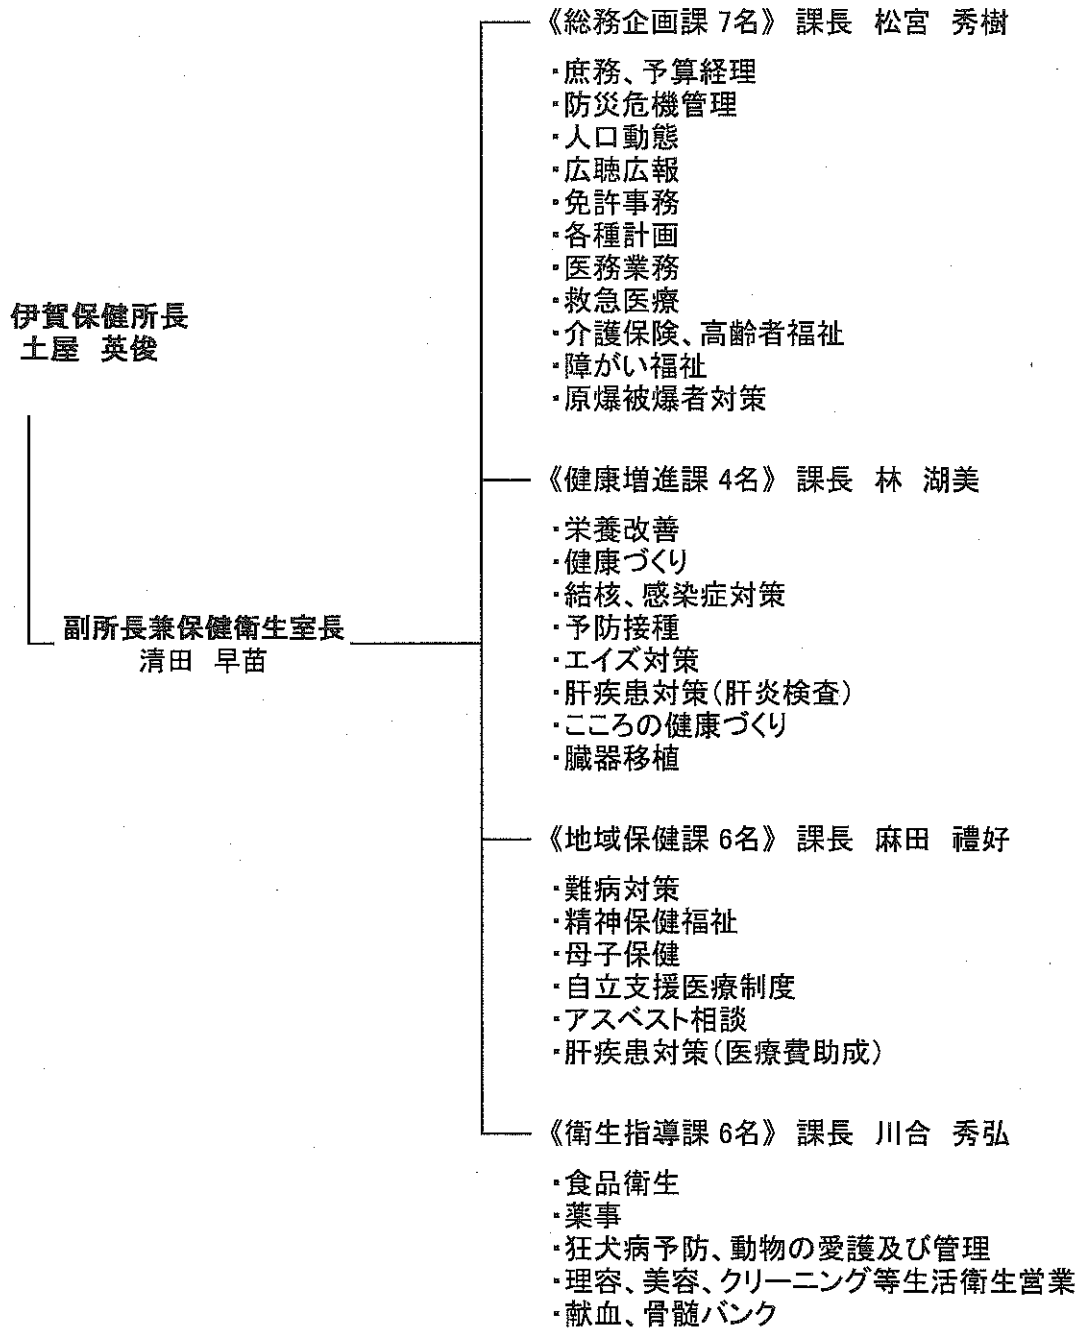 伊賀保健所長
土屋 英俊
副所長兼保健衛生室長
清田 早苗
《総務企画課 7名》 課長 松宮 秀樹
・庶務、予算経理
・防災危機管理
・人口動態
・広聴広報
・免許事務
・各種計画
・医務業務
・救急医療
・介護保険、高齢者福祉
・障がい福祉
・原爆被爆者対策
《健康増進課 4名》 課長 林 湖美
・栄養改善
・健康づくり
・結核、感染症対策
・予防接種
・エイズ対策
・肝疾患対策(肝炎検査)
・こころの健康づくり
・臓器移植
《地域保健課 6名》 課長 麻田 禮好
・難病対策
・精神保健福祉
・母子保健
・自立支援医療制度
・アスベスト相談
・肝疾患対策(医療費助成)
《衛生指導課 6名》 課長 川合 秀弘
・食品衛生
・薬事
・狂犬病予防、動物の愛護及び管理
・理容、美容、クリーニング等生活衛生営業
・献血、骨髄バンク